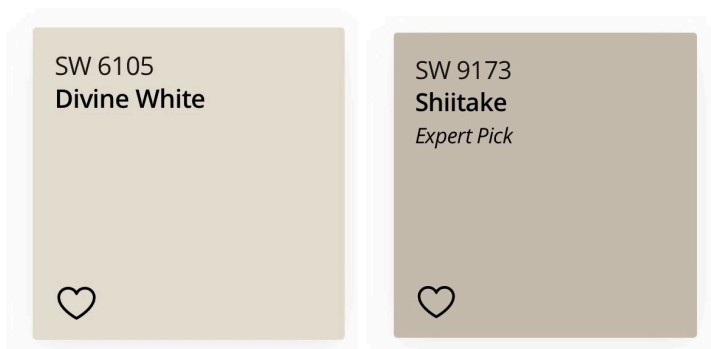 SW 6105
Divine White
SW 9173
Shiitake
Expert Pick